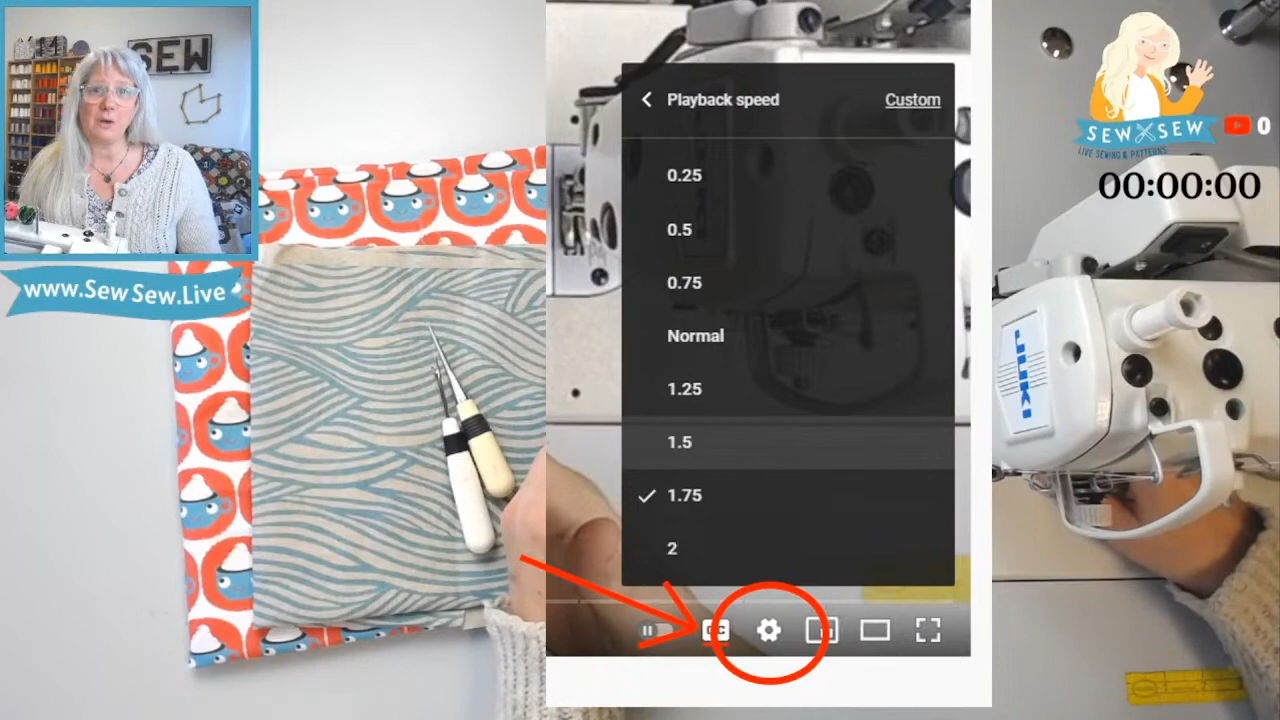 SEW
www.SewSew.Live
Playback speed
Custom
0.25
0.5
0.75
Normal
1.25
1.5
1.75
2
CC
SEW SEW
LIVE SEWING & PATTERNS
0
00:00:00
JUKI